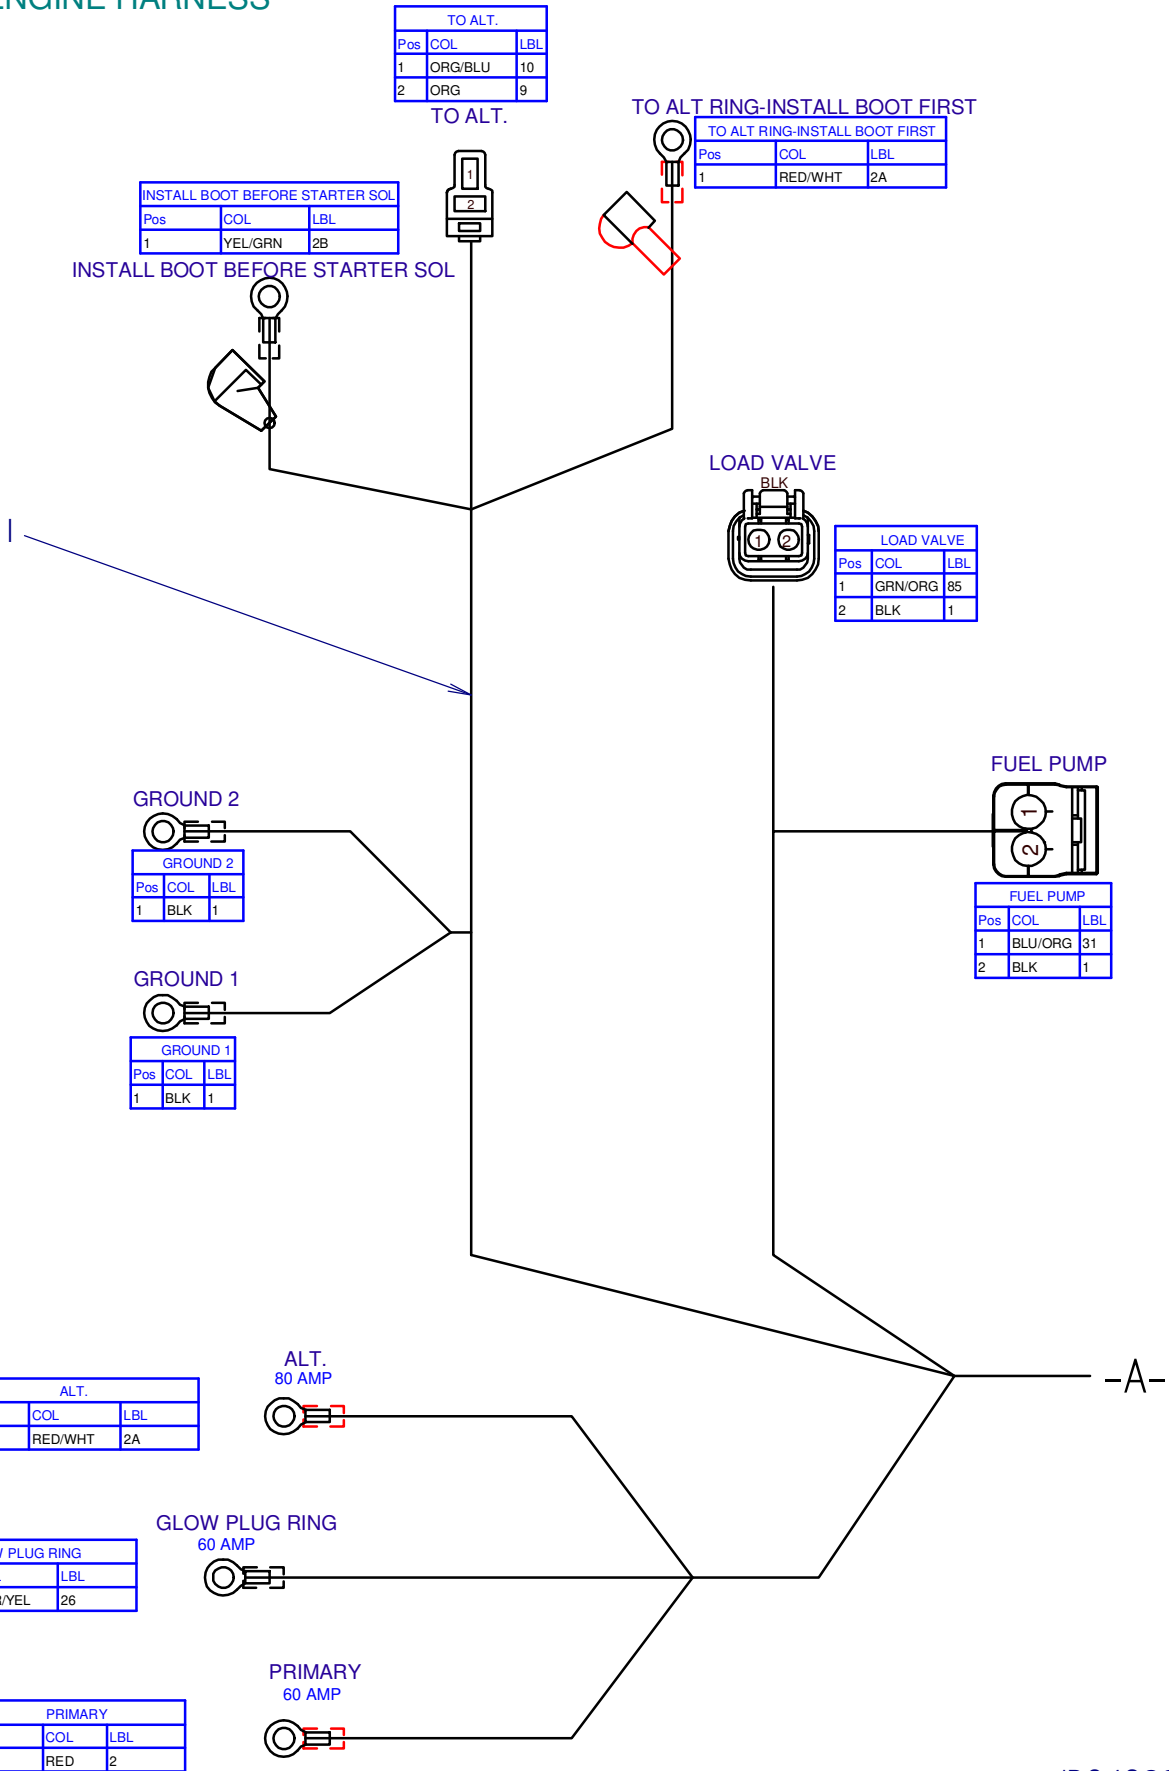 ENGINE HARNESS
TO ALT.
Pos COL LBL
1 ORG/BLU 10
2 ORG 9
TO ALT.
1
2
TO ALT RING-INSTALL BOOT FIRST
TO ALT RING-INSTALL BOOT FIRST
Pos COL LBL
1 RED/WHT 2A
INSTALL BOOT BEFORE STARTER SOL
Pos COL LBL
1 YEL/GRN 2B
INSTALL BOOT BEFORE STARTER SOL
LOAD VALVE
BLK
1 2
LOAD VALVE
Pos COL LBL
1 GRN/ORG 85
2 BLK 1
FUEL PUMP
1
2
FUEL PUMP
Pos COL LBL
1 BLU/ORG 31
2 BLK 1
GROUND 2
GROUND 2
Pos COL LBL
1 BLK 1
GROUND 1
GROUND 1
Pos COL LBL
1 BLK 1
ALT.
80 AMP
ALT.
COL LBL
RED/WHT 2A
-A-
GLOW PLUG RING
60 AMP
PLUG RING
LBL
/YEL 26
PRIMARY
60 AMP
PRIMARY
COL LBL
RED 2